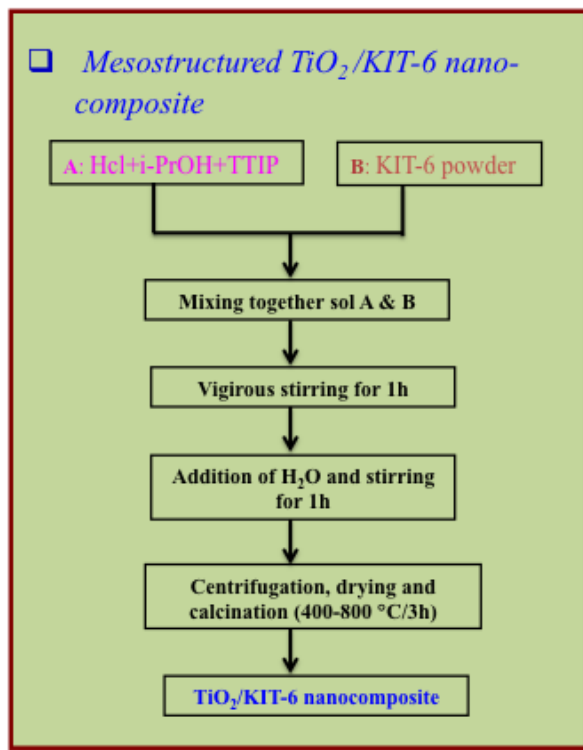 ❑ Mesostructured TiO₂/KIT-6 nano-
composite
A: Hcl+i-PrOH+TTIP
B: KIT-6 powder
Mixing together sol A & B
Vigirous stirring for 1h
Addition of H₂O and stirring
for 1h
Centrifugation, drying and
calcination (400-800 °C/3h)
TiO₂/KIT-6 nanocomposite